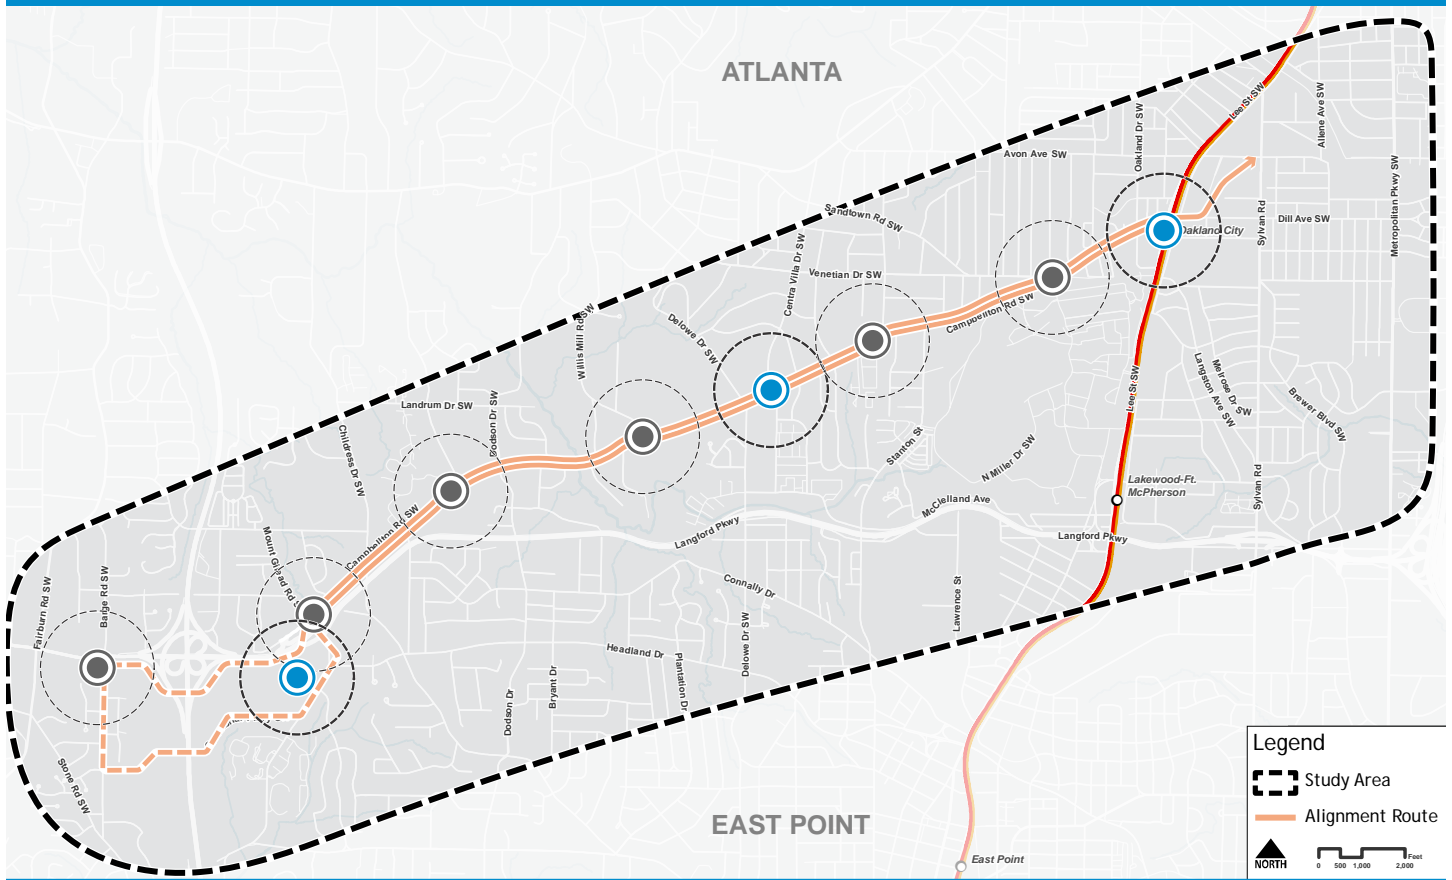 ATLANTA
Lee St SW
Allene Ave SW
Oakland Dr SW
Avon Ave SW
Metropolitan Pkwy SW
Sandtown Rd SW
Sylvan Rd
Dill Ave SW
Oakland City
Centra Villa Dr SW
Venetian Dr SW
Campbellton Rd SW
Willis Mill Rd SW
Delowe Dr SW
Lee St SW
Melrose Dr SW
Langston Ave SW
Brewer Blvd SW
Landrum Dr SW
Dodson Dr SW
Childress Dr SW
Stanton St
N Miller Dr SW
Lakewood-Ft.
McPherson
Sylvan Rd
McClelland Ave
Langford Pkwy
Langford Pkwy
Campbellton Rd SW
Mount Gilead Rd S
Fairburn Rd SW
Barge Rd SW
Connally Dr
Lawrence St
Delowe Dr SW
Headland Dr
Plantation Dr
Bryant Dr
Dodson Dr
Stone Rd SW
EAST POINT
East Point
Legend
Study Area
Alignment Route
NORTH
0 500 1,000 2,000
Feet